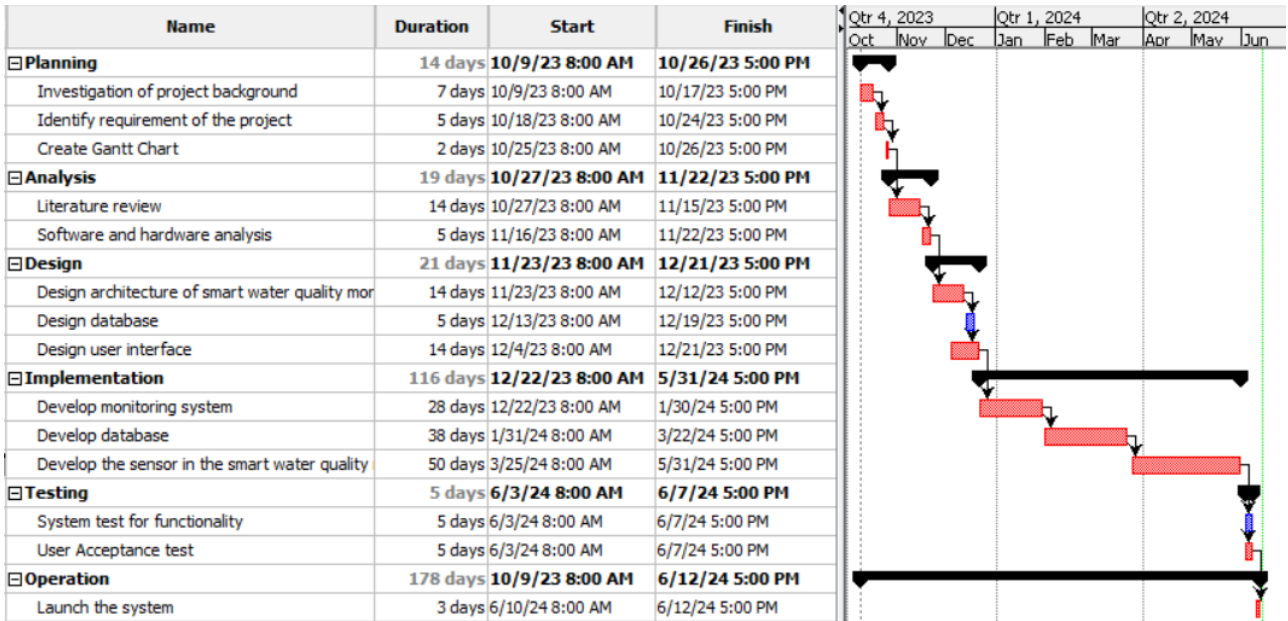 Name Duration Start Finish Qtr 4, 2023 Qtr 1, 2024 Qtr 2, 2024
Oct Nov Dec Jan Feb Mar Apr May Jun
Planning 14 days 10/9/23 8:00 AM 10/26/23 5:00 PM
Investigation of project background 7 days 10/9/23 8:00 AM 10/17/23 5:00 PM
Identify requirement of the project 5 days 10/18/23 8:00 AM 10/24/23 5:00 PM
Create Gantt Chart 2 days 10/25/23 8:00 AM 10/26/23 5:00 PM
Analysis 19 days 10/27/23 8:00 AM 11/22/23 5:00 PM
Literature review 14 days 10/27/23 8:00 AM 11/15/23 5:00 PM
Software and hardware analysis 5 days 11/16/23 8:00 AM 11/22/23 5:00 PM
Design 21 days 11/23/23 8:00 AM 12/21/23 5:00 PM
Design architecture of smart water quality mor 14 days 11/23/23 8:00 AM 12/12/23 5:00 PM
Design database 5 days 12/13/23 8:00 AM 12/19/23 5:00 PM
Design user interface 14 days 12/4/23 8:00 AM 12/21/23 5:00 PM
Implementation 116 days 12/22/23 8:00 AM 5/31/24 5:00 PM
Develop monitoring system 28 days 12/22/23 8:00 AM 1/30/24 5:00 PM
Develop database 38 days 1/31/24 8:00 AM 3/22/24 5:00 PM
Develop the sensor in the smart water quality 50 days 3/25/24 8:00 AM 5/31/24 5:00 PM
Testing 5 days 6/3/24 8:00 AM 6/7/24 5:00 PM
System test for functionality 5 days 6/3/24 8:00 AM 6/7/24 5:00 PM
User Acceptance test 5 days 6/3/24 8:00 AM 6/7/24 5:00 PM
Operation 178 days 10/9/23 8:00 AM 6/12/24 5:00 PM
Launch the system 3 days 6/10/24 8:00 AM 6/12/24 5:00 PM